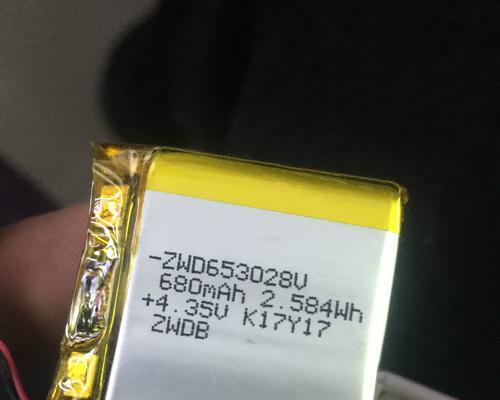 -ZWD653028V
680mAh 2.584Wh
+4.35V K17Y17
ZWDB